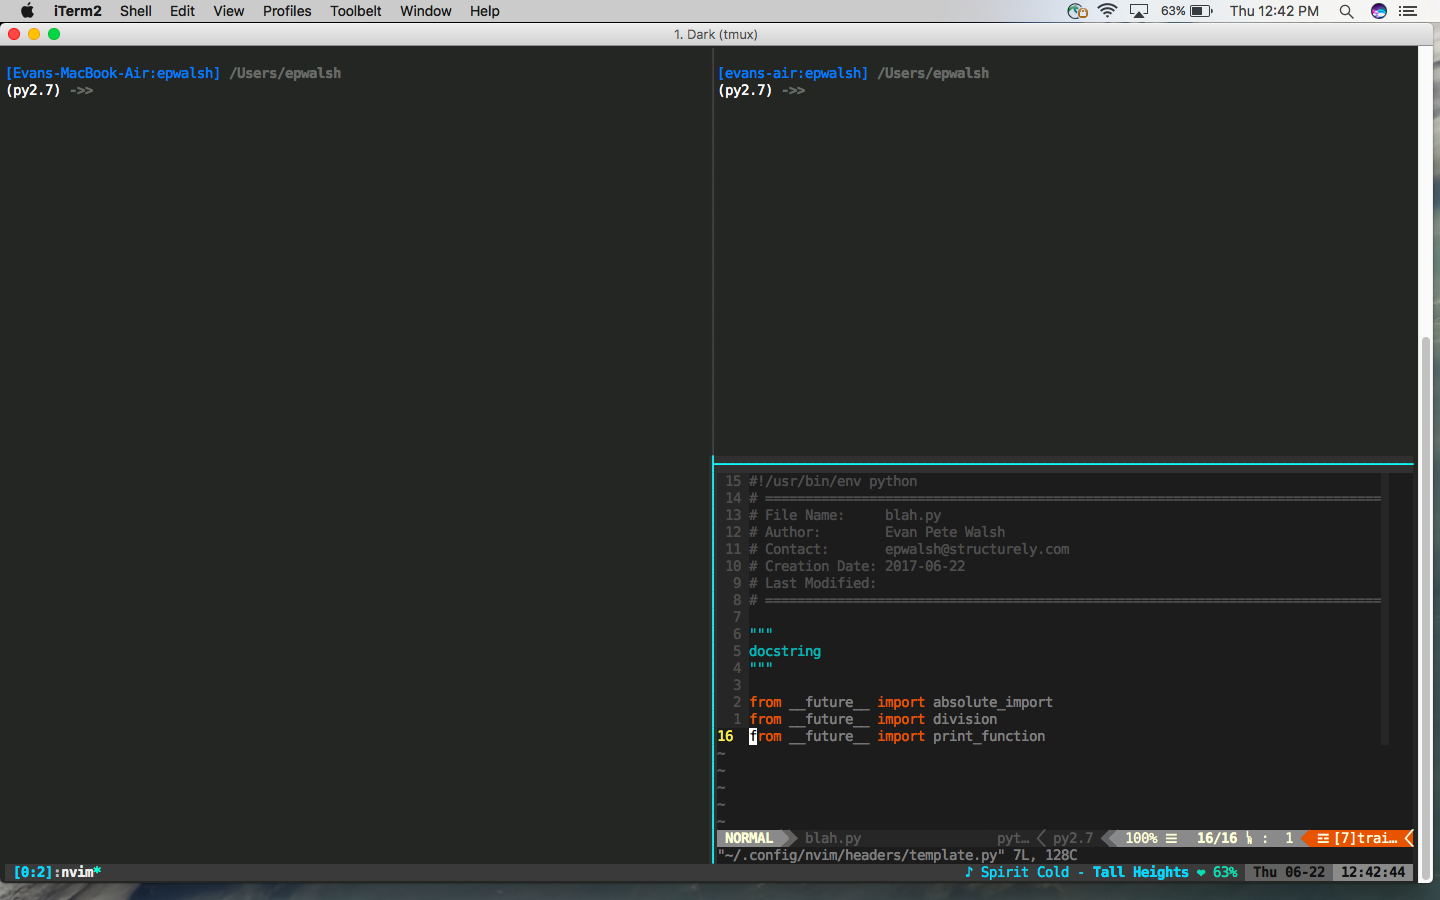 iTerm2 Shell Edit View Profiles Toolbelt Window Help 63% Thu 12:42 PM
1. Dark (tmux)
[Evans-MacBook-Air:epwalsh] /Users/epwalsh
(py2.7) ->>
[evans-air:epwalsh] /Users/epwalsh
(py2.7) ->>
15 #!/usr/bin/env python
14 # =============================================================================
13 # File Name:     blah.py
12 # Author:        Evan Pete Walsh
11 # Contact:       epwalsh@structurely.com
10 # Creation Date: 2017-06-22
9 # Last Modified:
8 # =============================================================================
7
6 """
5 docstring
4 """
3
2 from __future__ import absolute_import
1 from __future__ import division
16 from __future__ import print_function
~
~
~
~
~
NORMAL blah.py pyt… py2.7 100% ☰ 16/16 ㏑ : 1 ☲ [7]trai…
"~/.config/nvim/headers/template.py" 7L, 128C
[0:2]:nvim* ♪ Spirit Cold - Tall Heights ♥ 63% Thu 06-22 12:42:44